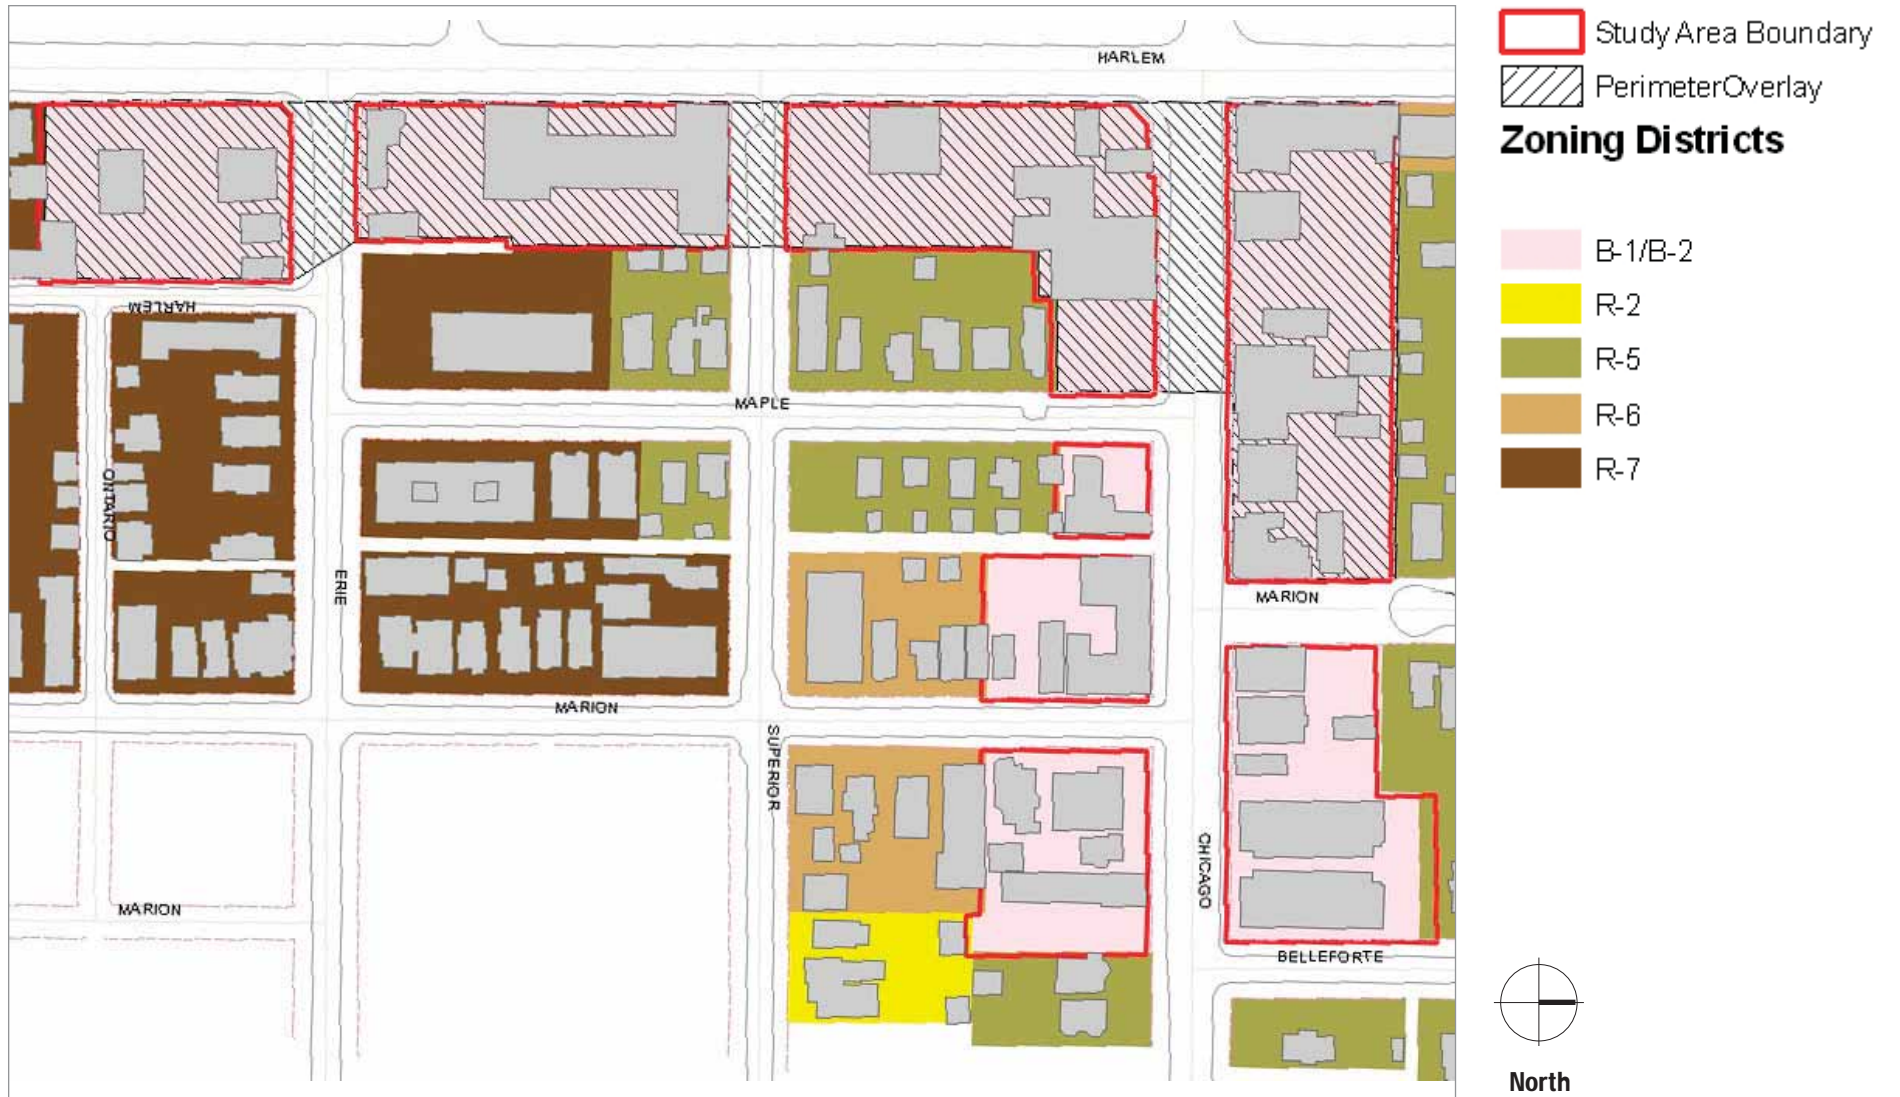 HARLEM
HARLEM
MAPLE
ONTARIO
ERIE
MARION
MARION
SUPERIOR
CHICAGO
MARION
BELLEFORTE
Study Area Boundary
PerimeterOverlay
Zoning Districts
B-1/B-2
R-2
R-5
R-6
R-7
North